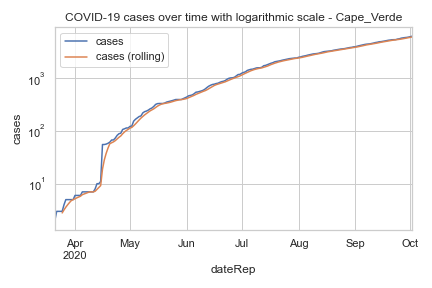 COVID-19 cases over time with logarithmic scale - Cape_Verde
cases
cases (rolling)
10³
10²
10¹
cases
Apr
2020
May
Jun
Jul
Aug
Sep
Oct
dateRep